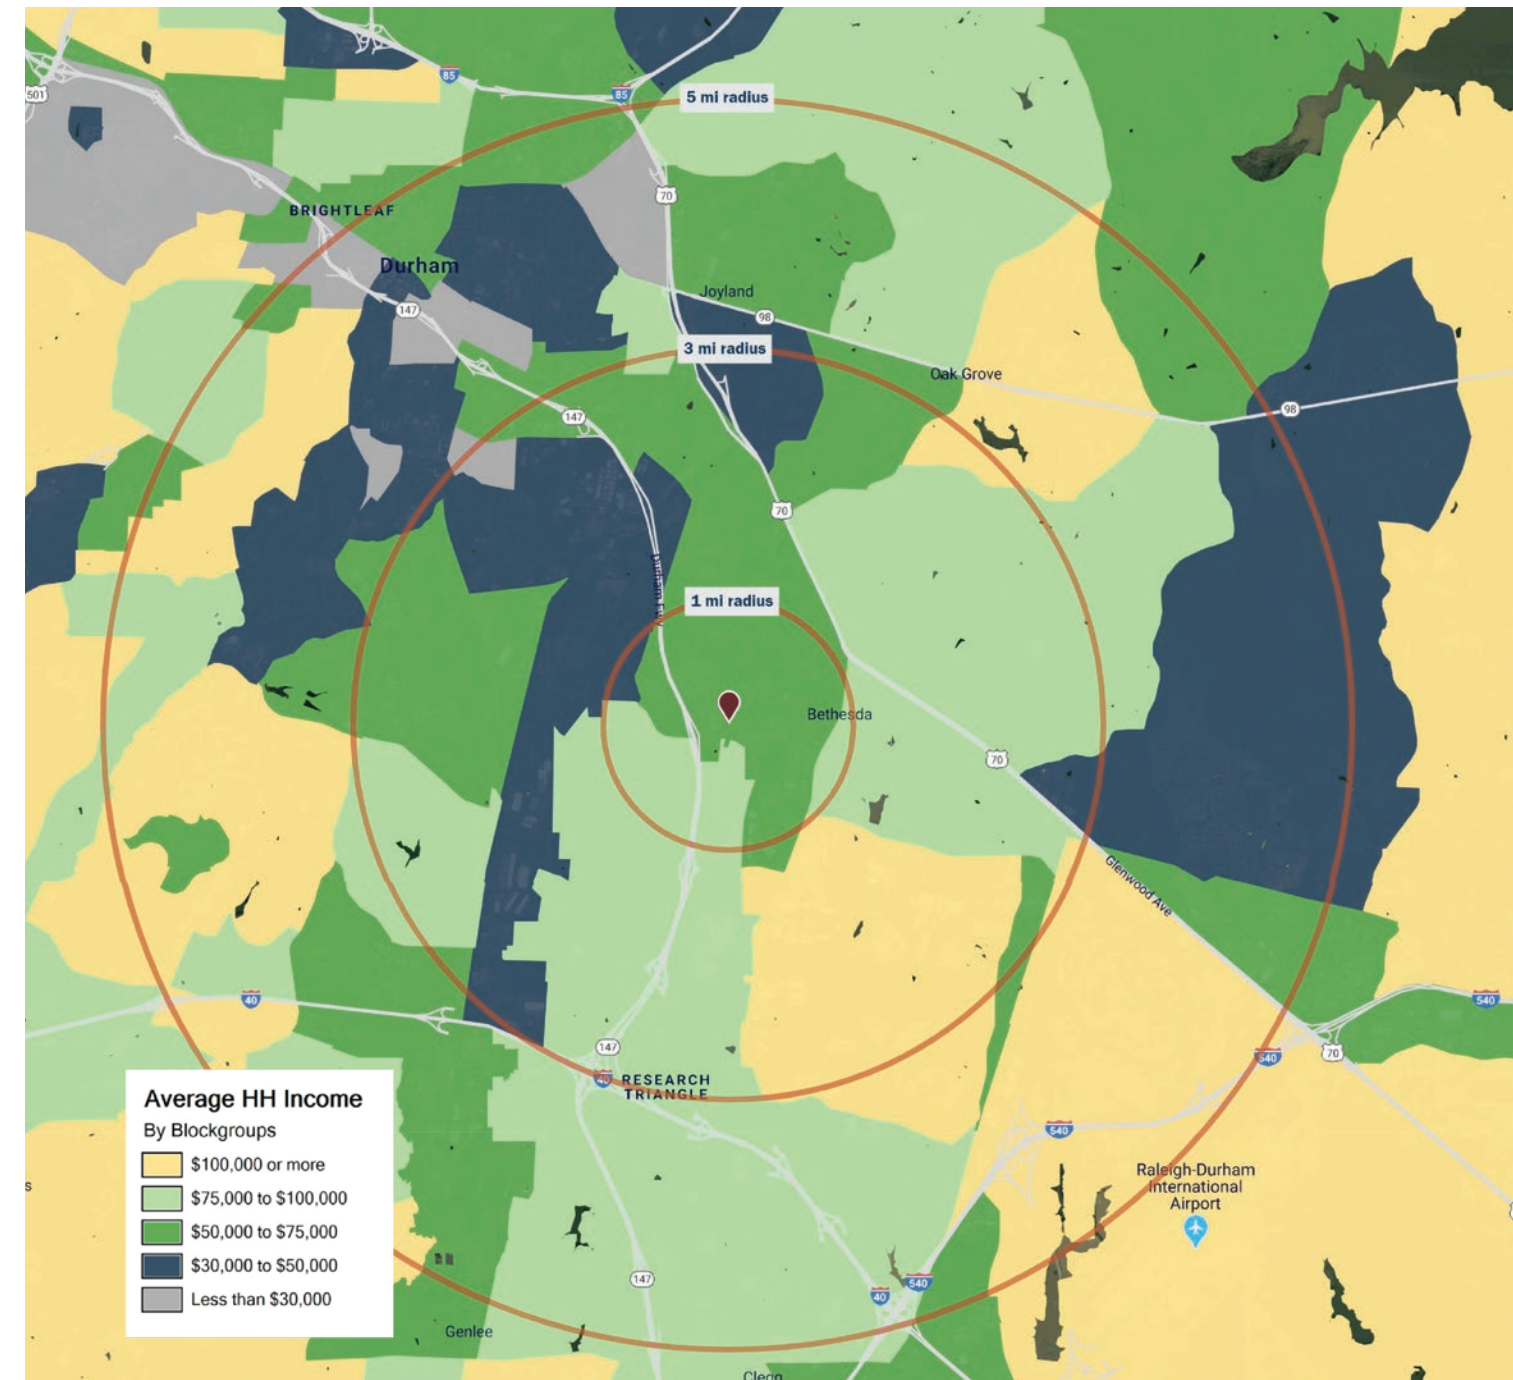 85
85
5 mi radius
501
70
BRIGHTLEAF
Durham
Joyland
147
98
3 mi radius
Oak Grove
98
147
70
Durham Fwy
1 mi radius
Bethesda
70
Glenwood Ave
40
540
147
70
540
40
RESEARCH
TRIANGLE
540
Raleigh-Durham
International
Airport
Average HH Income
By Blockgroups
$100,000 or more
$75,000 to $100,000
$50,000 to $75,000
$30,000 to $50,000
Less than $30,000
s
147
540
40
Genlee
Clegg